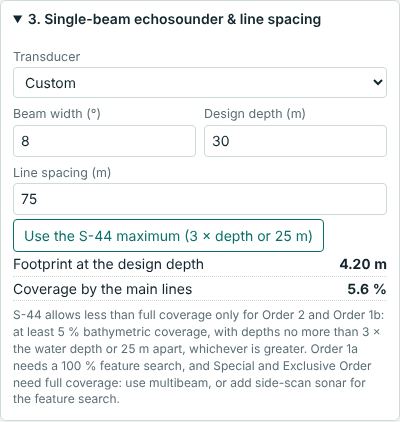 ▼ 3. Single-beam echosounder & line spacing
Transducer
Custom
Beam width (°)
Design depth (m)
8
30
Line spacing (m)
75
Use the S-44 maximum (3 × depth or 25 m)
Footprint at the design depth 4.20 m
Coverage by the main lines 5.6 %
S-44 allows less than full coverage only for Order 2 and Order 1b:
at least 5 % bathymetric coverage, with depths no more than 3 ×
the water depth or 25 m apart, whichever is greater. Order 1a
needs a 100 % feature search, and Special and Exclusive Order
need full coverage: use multibeam, or add side-scan sonar for
the feature search.